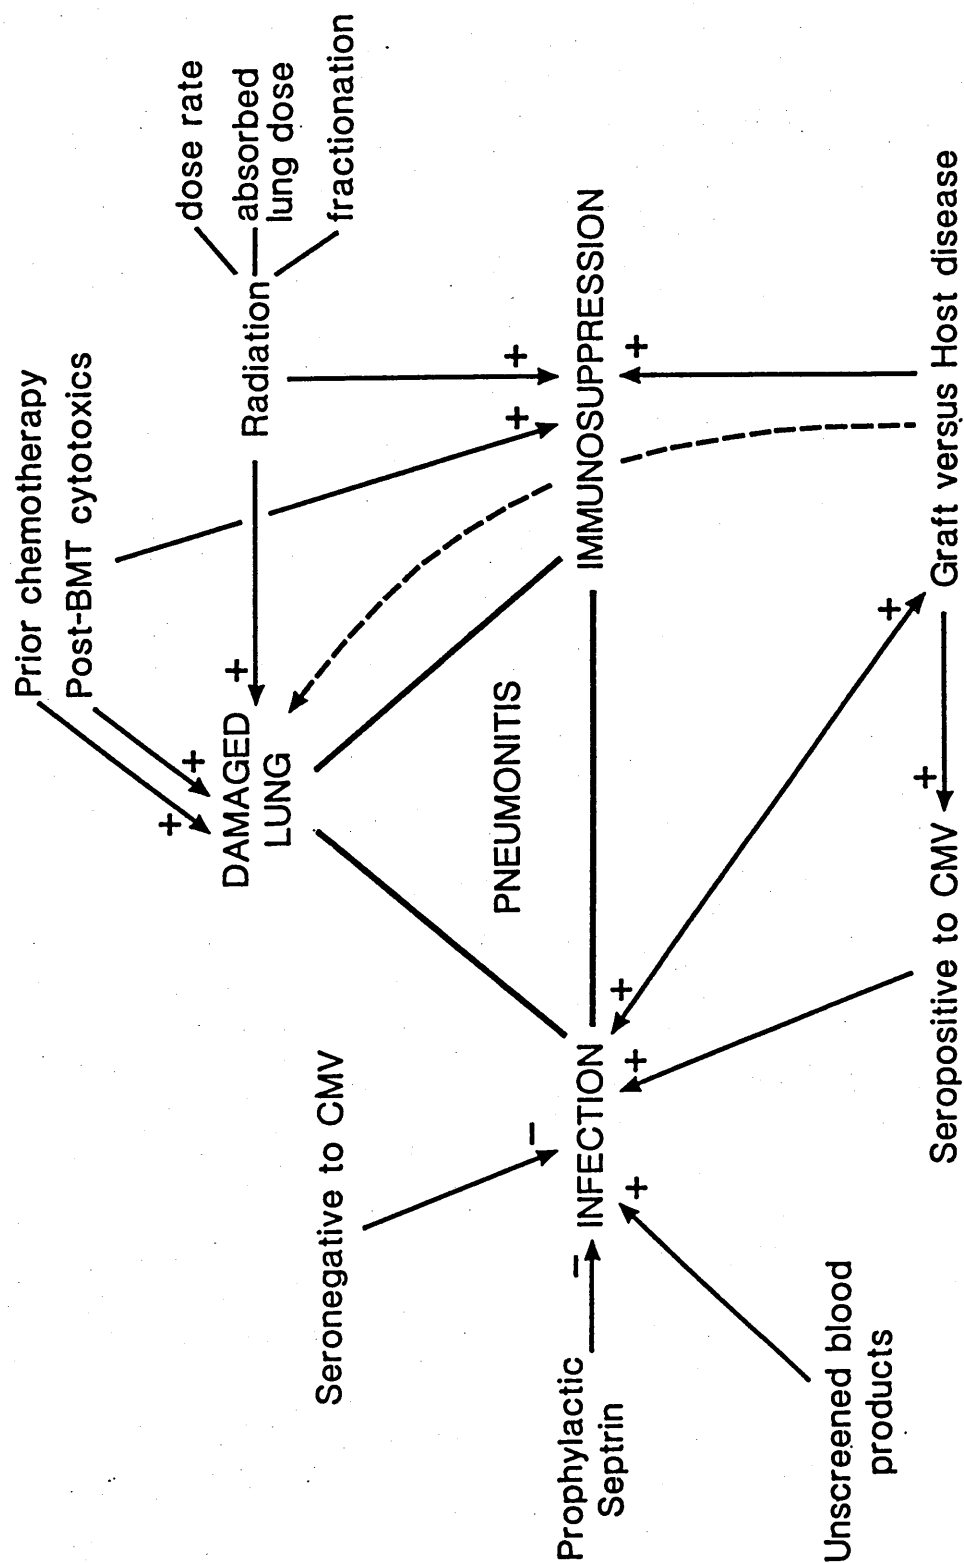 Prior chemotherapy
Post-BMT cytotoxics
dose rate
absorbed
lung dose
fractionation
Radiation
+
+
+
DAMAGED
LUNG
+
+
Seronegative to CMV
−
PNEUMONITIS
Prophylactic
Septrin
−
INFECTION
IMMUNOSUPPRESSION
+
+
+
+
+
+
Unscreened blood
products
Seropositive to CMV
Graft versus Host disease